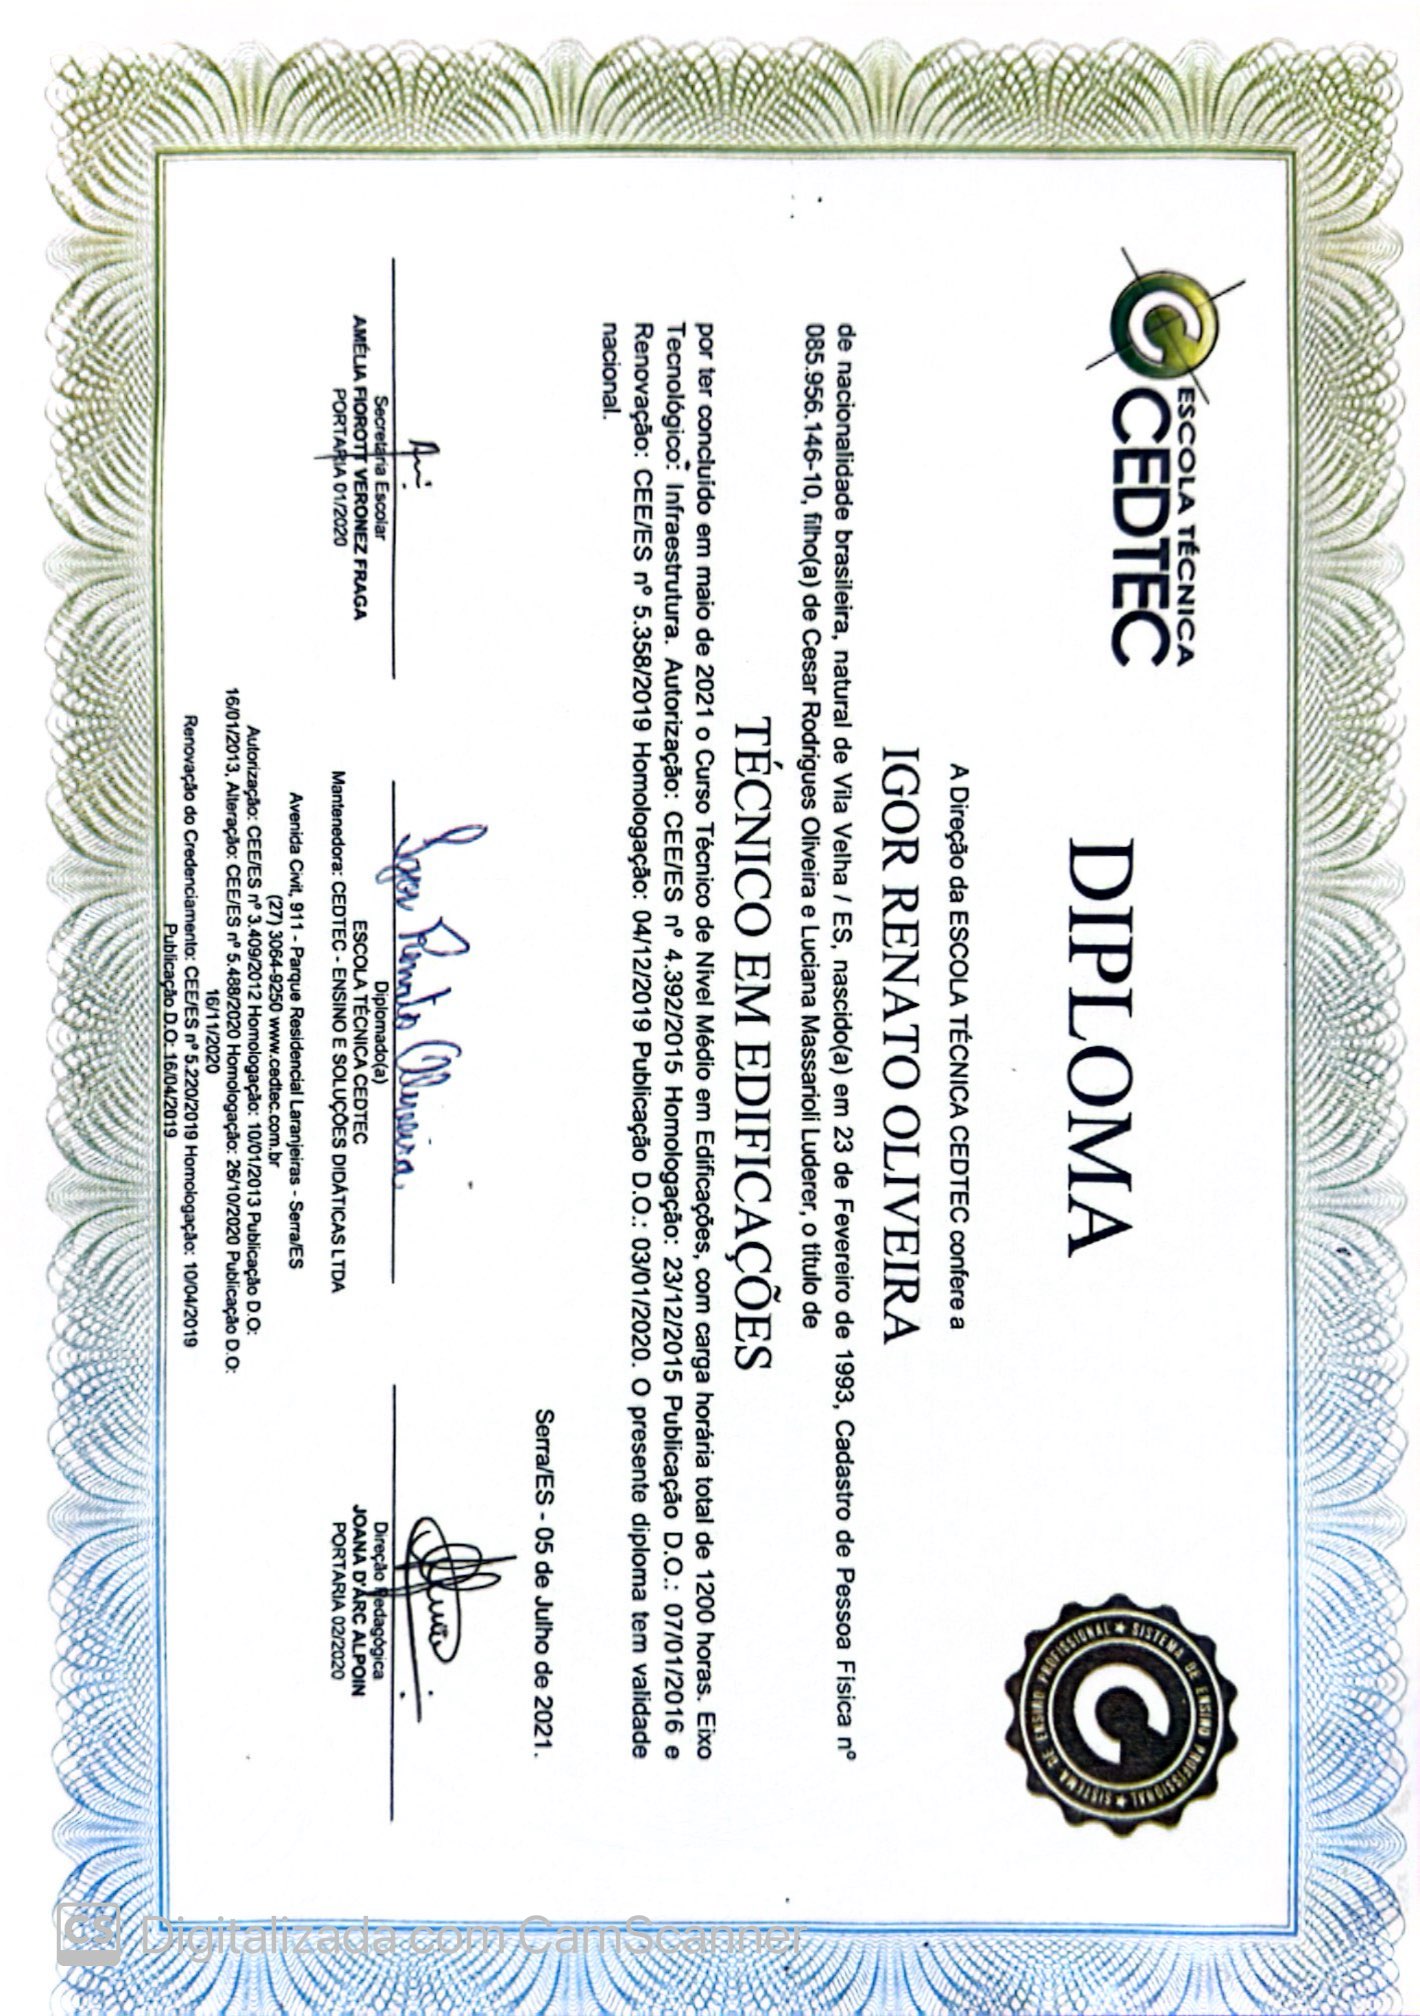 ESCOLA TÉCNICA
CEDTEC
SISTEMA DE ENSINO PROFISSIONAL ★ SISTEMA DE ENSINO PROFISSIONAL ★
C
DIPLOMA
A Direção da ESCOLA TÉCNICA CEDTEC confere a
IGOR RENATO OLIVEIRA
de nacionalidade brasileira, natural de Vila Velha / ES, nascido(a) em 23 de Fevereiro de 1993, Cadastro de Pessoa Física nº
085.956.146-10, filho(a) de Cesar Rodrigues Oliveira e Luciana Massarioli Luderer, o título de
TÉCNICO EM EDIFICAÇÕES
por ter concluído em maio de 2021 o Curso Técnico de Nível Médio em Edificações, com carga horária total de 1200 horas. Eixo
Tecnológico: Infraestrutura. Autorização: CEE/ES nº 4.392/2015 Homologação: 23/12/2015 Publicação D.O.: 07/01/2016 e
Renovação: CEE/ES nº 5.358/2019 Homologação: 04/12/2019 Publicação D.O.: 03/01/2020. O presente diploma tem validade
nacional.
Serra/ES - 05 de Julho de 2021.
Igor Renato Oliveira
Secretaria Escolar
AMÉLIA FIOROTT VERONEZ FRAGA
PORTARIA 01/2020
Diplomado(a)
ESCOLA TÉCNICA CEDTEC
Mantenedora: CEDTEC - ENSINO E SOLUÇÕES DIDÁTICAS LTDA
Direção Pedagógica
JOANA D'ARC ALPOIN
PORTARIA 02/2020
Avenida Civit, 911 - Parque Residencial Laranjeiras - Serra/ES
(27) 3064-9250 www.cedtec.com.br
Autorização: CEE/ES nº 3.409/2012 Homologação: 10/01/2013 Publicação D.O:
16/01/2013, Alteração: CEE/ES nº 5.488/2020 Homologação: 26/10/2020 Publicação D.O:
16/11/2020
Renovação do Credenciamento: CEE/ES nº 5.220/2019 Homologação: 10/04/2019
Publicação D.O: 16/04/2019
CS Digitalizada com CamScanner